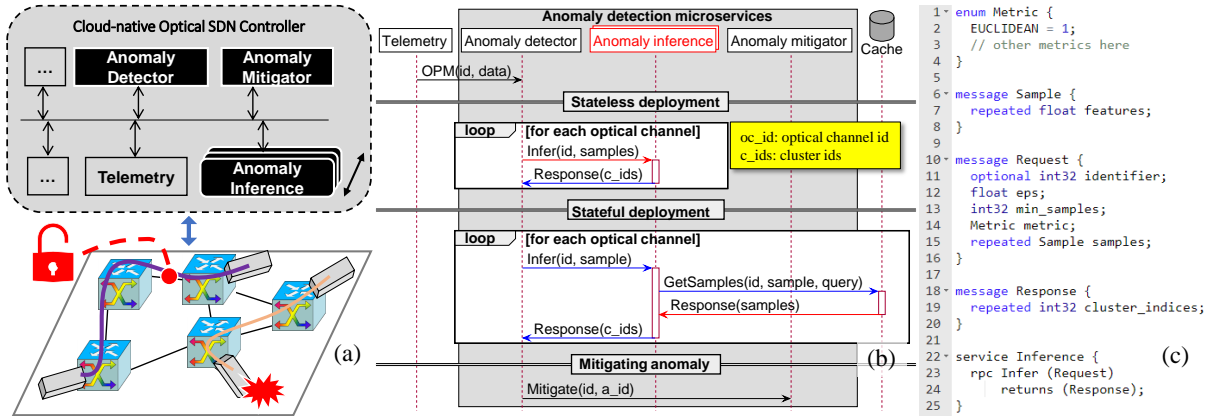 Cloud-native Optical SDN Controller
...
Anomaly
Detector
Anomaly
Mitigator
...
Telemetry
Anomaly
Inference
(a)
Anomaly detection microservices
Telemetry
Anomaly detector
Anomaly inference
Anomaly mitigator
Cache
OPM(id, data)
Stateless deployment
loop
[for each optical channel]
Infer(id, samples)
Response(c_ids)
oc_id: optical channel id
c_ids: cluster ids
Stateful deployment
loop
[for each optical channel]
Infer(id, sample)
GetSamples(id, sample, query)
Response(samples)
Response(c_ids)
Mitigating anomaly
Mitigate(id, a_id)
(b)
1 enum Metric {
2 EUCLIDEAN = 1;
3 // other metrics here
4 }
5
6 message Sample {
7 repeated float features;
8 }
9
10 message Request {
11 optional int32 identifier;
12 float eps;
13 int32 min_samples;
14 Metric metric;
15 repeated Sample samples;
16 }
17
18 message Response {
19 repeated int32 cluster_indices;
20 }
21
22 service Inference {
23 rpc Infer (Request)
24 returns (Response);
25 }
(c)